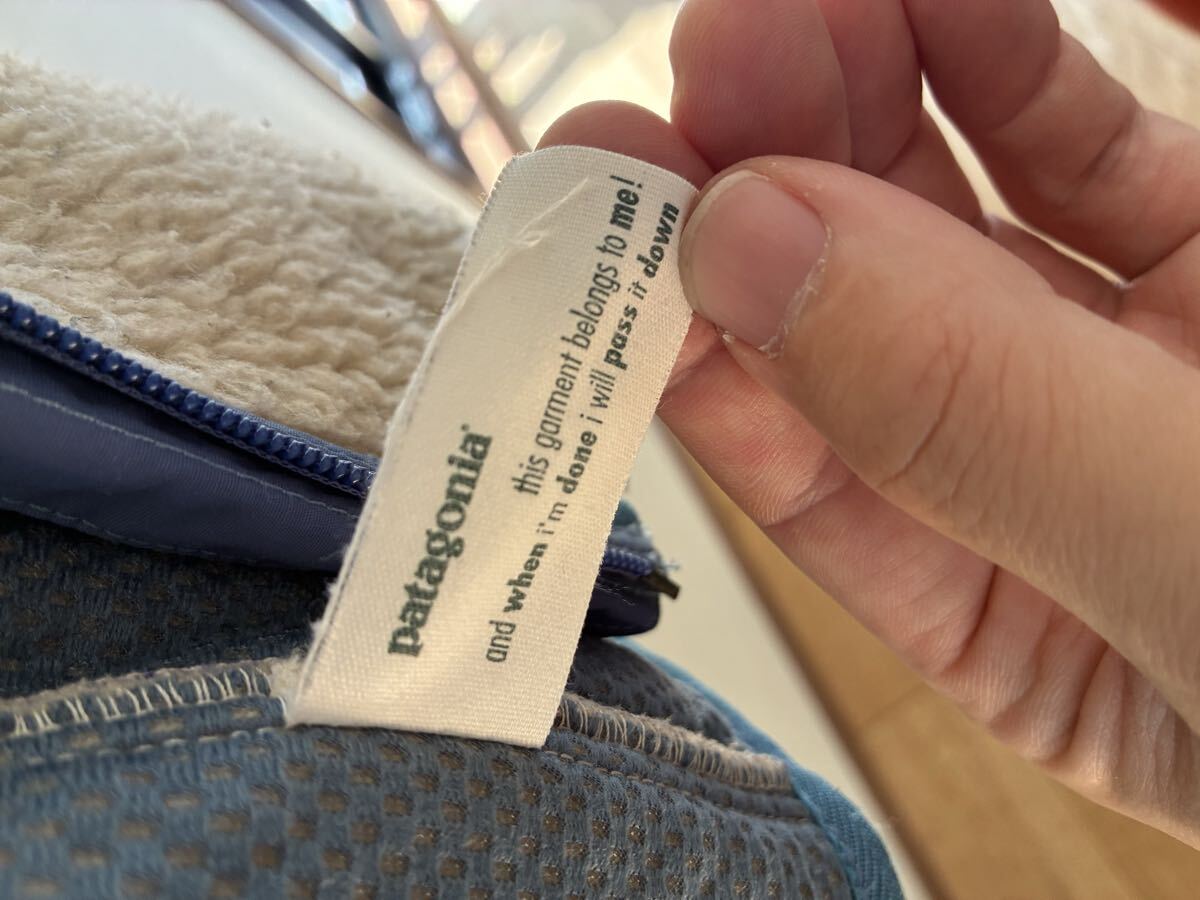 patagonia®
this garment belongs to me!
and when i'm done i will pass it down